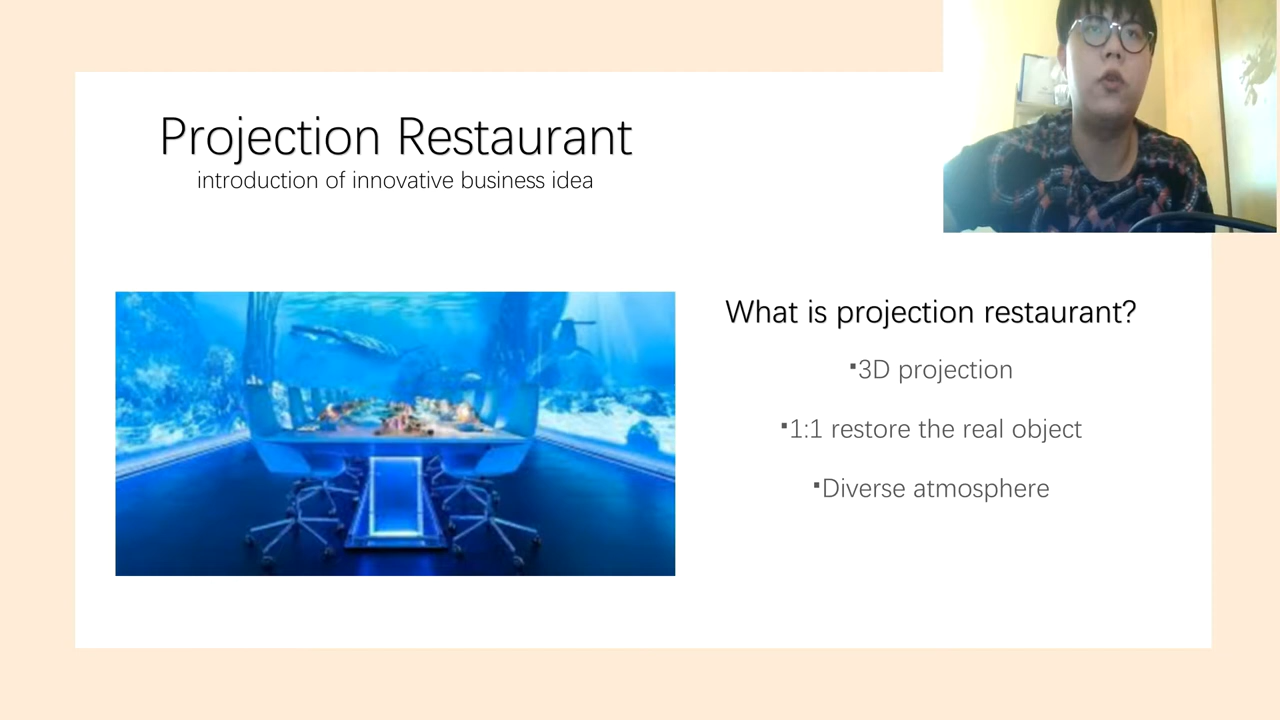 Projection Restaurant
introduction of innovative business idea
What is projection restaurant?
▪3D projection
▪1:1 restore the real object
▪Diverse atmosphere